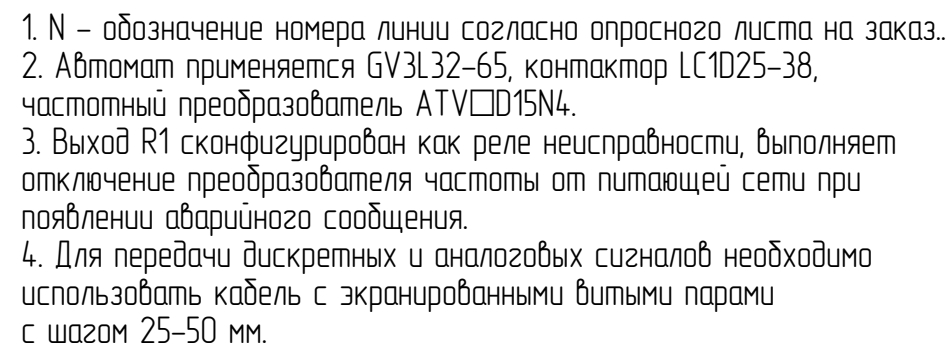 1. N – обозначение номера линии согласно опросного листа на заказ..
2. Автомат применяется GV3L32–65, контактор LC1D25–38,
частотный преобразователь ATV□D15N4.
3. Выход R1 сконфигурирован как реле неисправности, выполняет
отключение преобразователя частоты от питающей сети при
появлении аварийного сообщения.
4. Для передачи дискретных и аналоговых сигналов необходимо
использовать кабель с экранированными витыми парами
с шагом 25–50 мм.